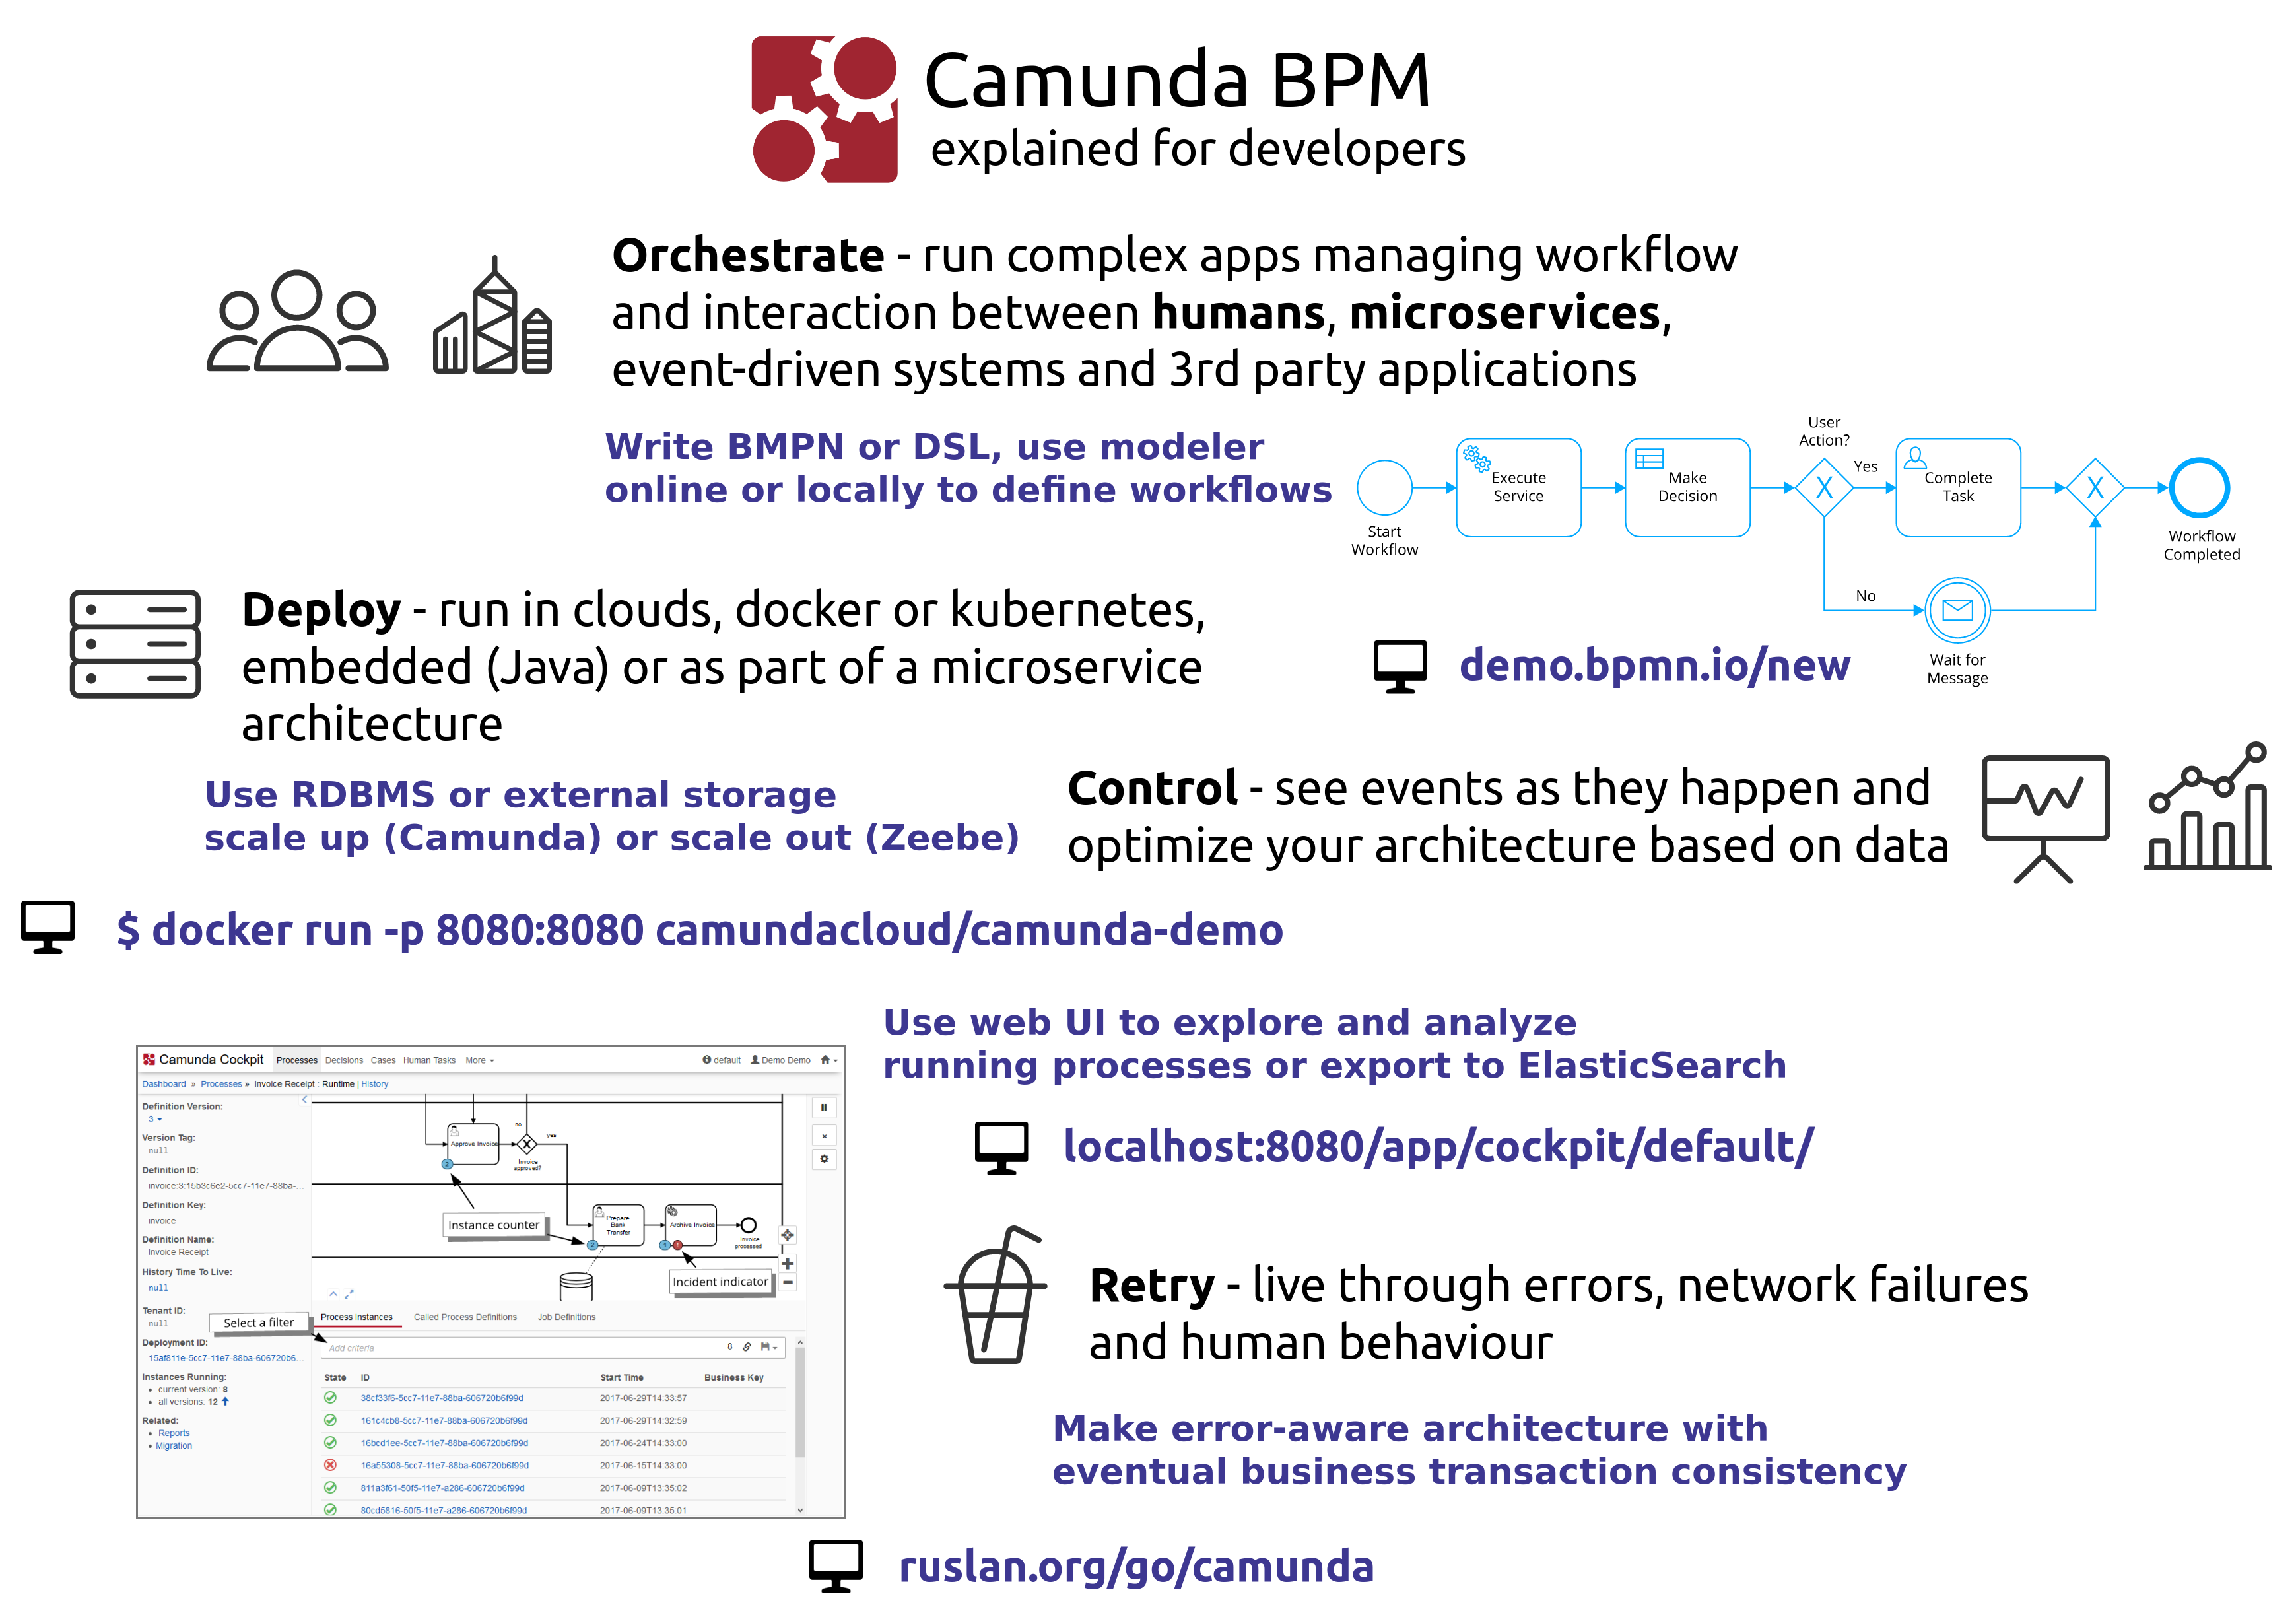 Camunda BPM
explained for developers
Orchestrate - run complex apps managing workflow
and interaction between humans, microservices,
event-driven systems and 3rd party applications
Write BMPN or DSL, use modeler
online or locally to define workflows
Start
Workflow
Execute
Service
Make
Decision
User
Action?
X
Yes
Complete
Task
X
Workflow
Completed
No
Wait for
Message
demo.bpmn.io/new
Deploy - run in clouds, docker or kubernetes,
embedded (Java) or as part of a microservice
architecture
Use RDBMS or external storage
scale up (Camunda) or scale out (Zeebe)
Control - see events as they happen and
optimize your architecture based on data
$ docker run -p 8080:8080 camundacloud/camunda-demo
Use web UI to explore and analyze
running processes or export to ElasticSearch
localhost:8080/app/cockpit/default/
Camunda Cockpit Processes Decisions Cases Human Tasks More default Demo Demo
Dashboard » Processes » Invoice Receipt : Runtime | History
Definition Version:
3
Version Tag:
null
Definition ID:
invoice:3:15b3c6e2-5cc7-11e7-88ba-...
Definition Key:
invoice
Definition Name:
Invoice Receipt
History Time To Live:
null
Tenant ID:
null
Deployment ID:
15af811e-5cc7-11e7-88ba-606720b6...
Instances Running:
current version: 8
all versions: 12
Related:
Reports
Migration
Approve Invoice
2
no
X
yes
Invoice
approved?
Instance counter
Prepare
Bank
Transfer
2
Archive Invoice
1 !
Invoice
processed
Incident indicator
Select a filter
Process Instances Called Process Definitions Job Definitions
Add criteria 8
State ID Start Time Business Key
38cf33f6-5cc7-11e7-88ba-606720b6f99d 2017-06-29T14:33:57
161c4cb8-5cc7-11e7-88ba-606720b6f99d 2017-06-29T14:32:59
16bcd1ee-5cc7-11e7-88ba-606720b6f99d 2017-06-24T14:33:00
16a55308-5cc7-11e7-88ba-606720b6f99d 2017-06-15T14:33:00
811a3f61-50f5-11e7-a286-606720b6f99d 2017-06-09T13:35:02
80cd5816-50f5-11e7-a286-606720b6f99d 2017-06-09T13:35:01
Retry - live through errors, network failures
and human behaviour
Make error-aware architecture with
eventual business transaction consistency
ruslan.org/go/camunda